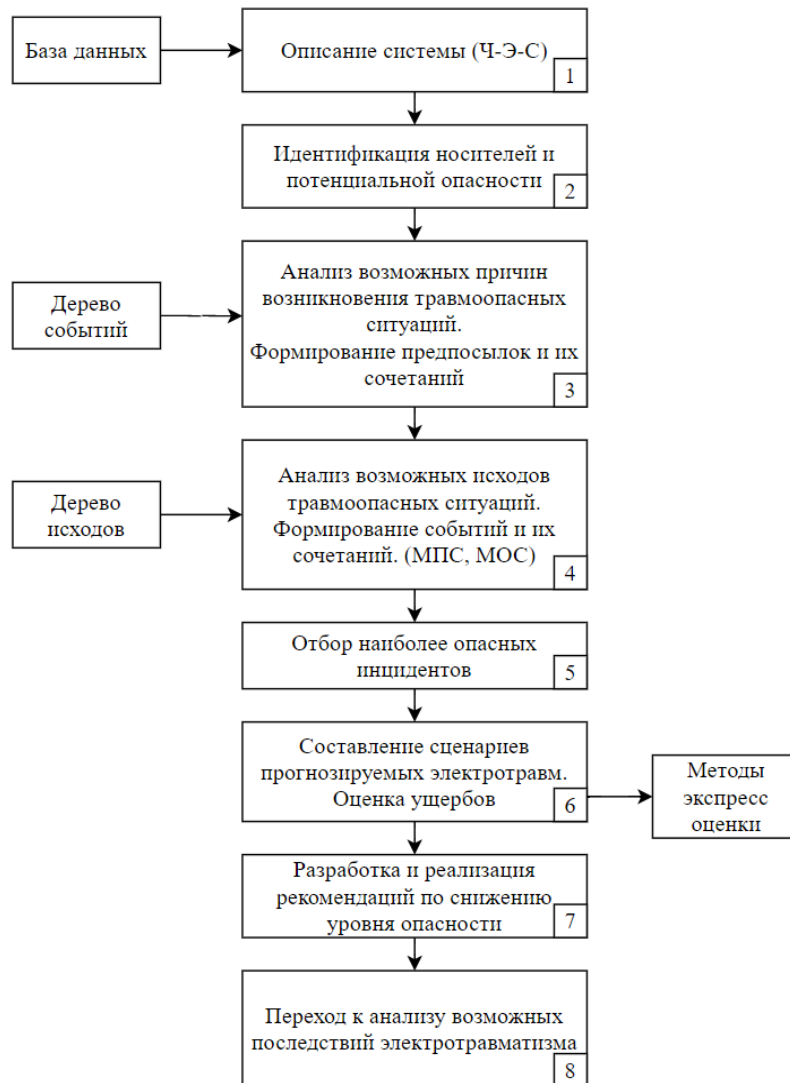 База данных
Описание системы (Ч-Э-С)
1
Идентификация носителей и
потенциальной опасности
2
Дерево
событий
Анализ возможных причин
возникновения травмоопасных
ситуаций.
Формирование предпосылок и их
сочетаний
3
Дерево
исходов
Анализ возможных исходов
травмоопасных ситуаций.
Формирование событий и их
сочетаний. (МПС, МОС)
4
Отбор наиболее опасных
инцидентов
5
Составление сценариев
прогнозируемых электротравм.
Оценка ущербов
6
Методы
экспресс
оценки
Разработка и реализация
рекомендаций по снижению
уровня опасности
7
Переход к анализу возможных
последствий электротравматизма
8